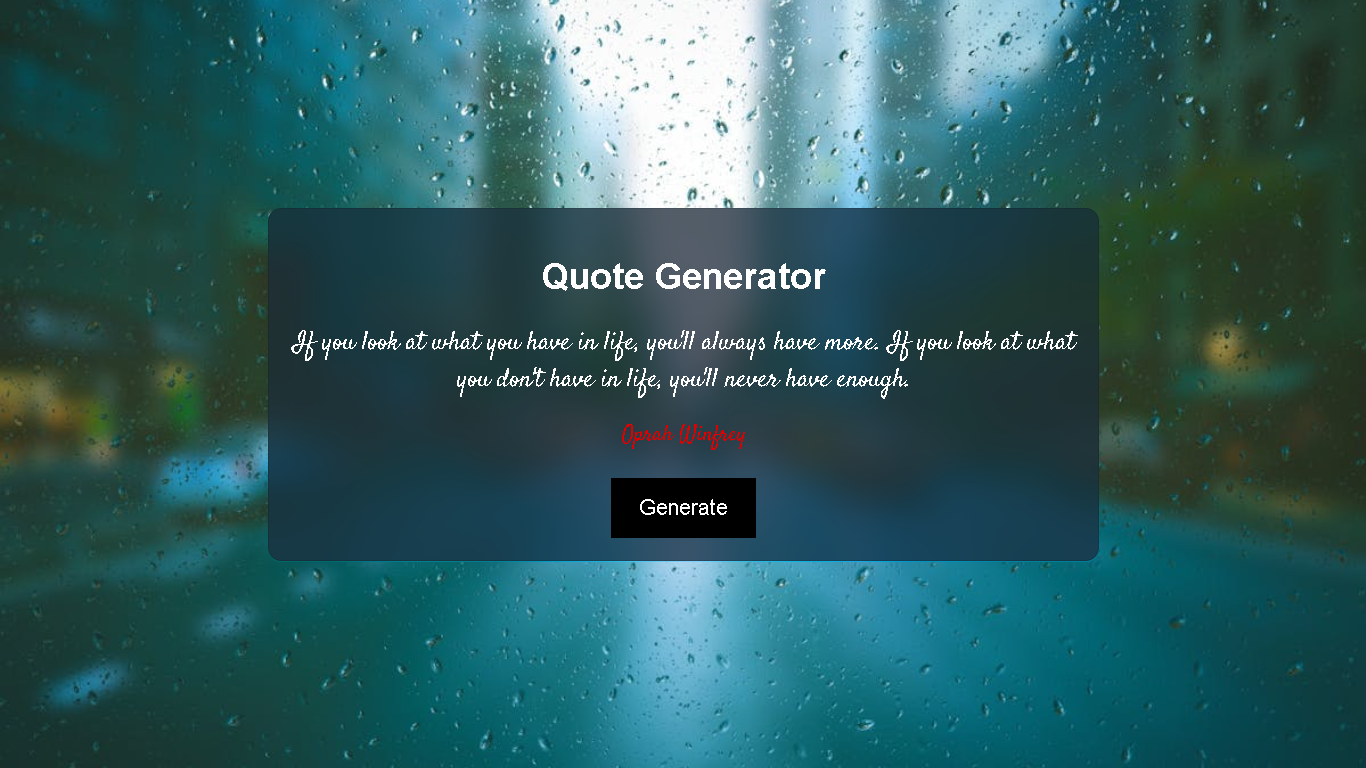 Quote Generator
If you look at what you have in life, you'll always have more. If you look at what
you don't have in life, you'll never have enough.
Oprah Winfrey
Generate